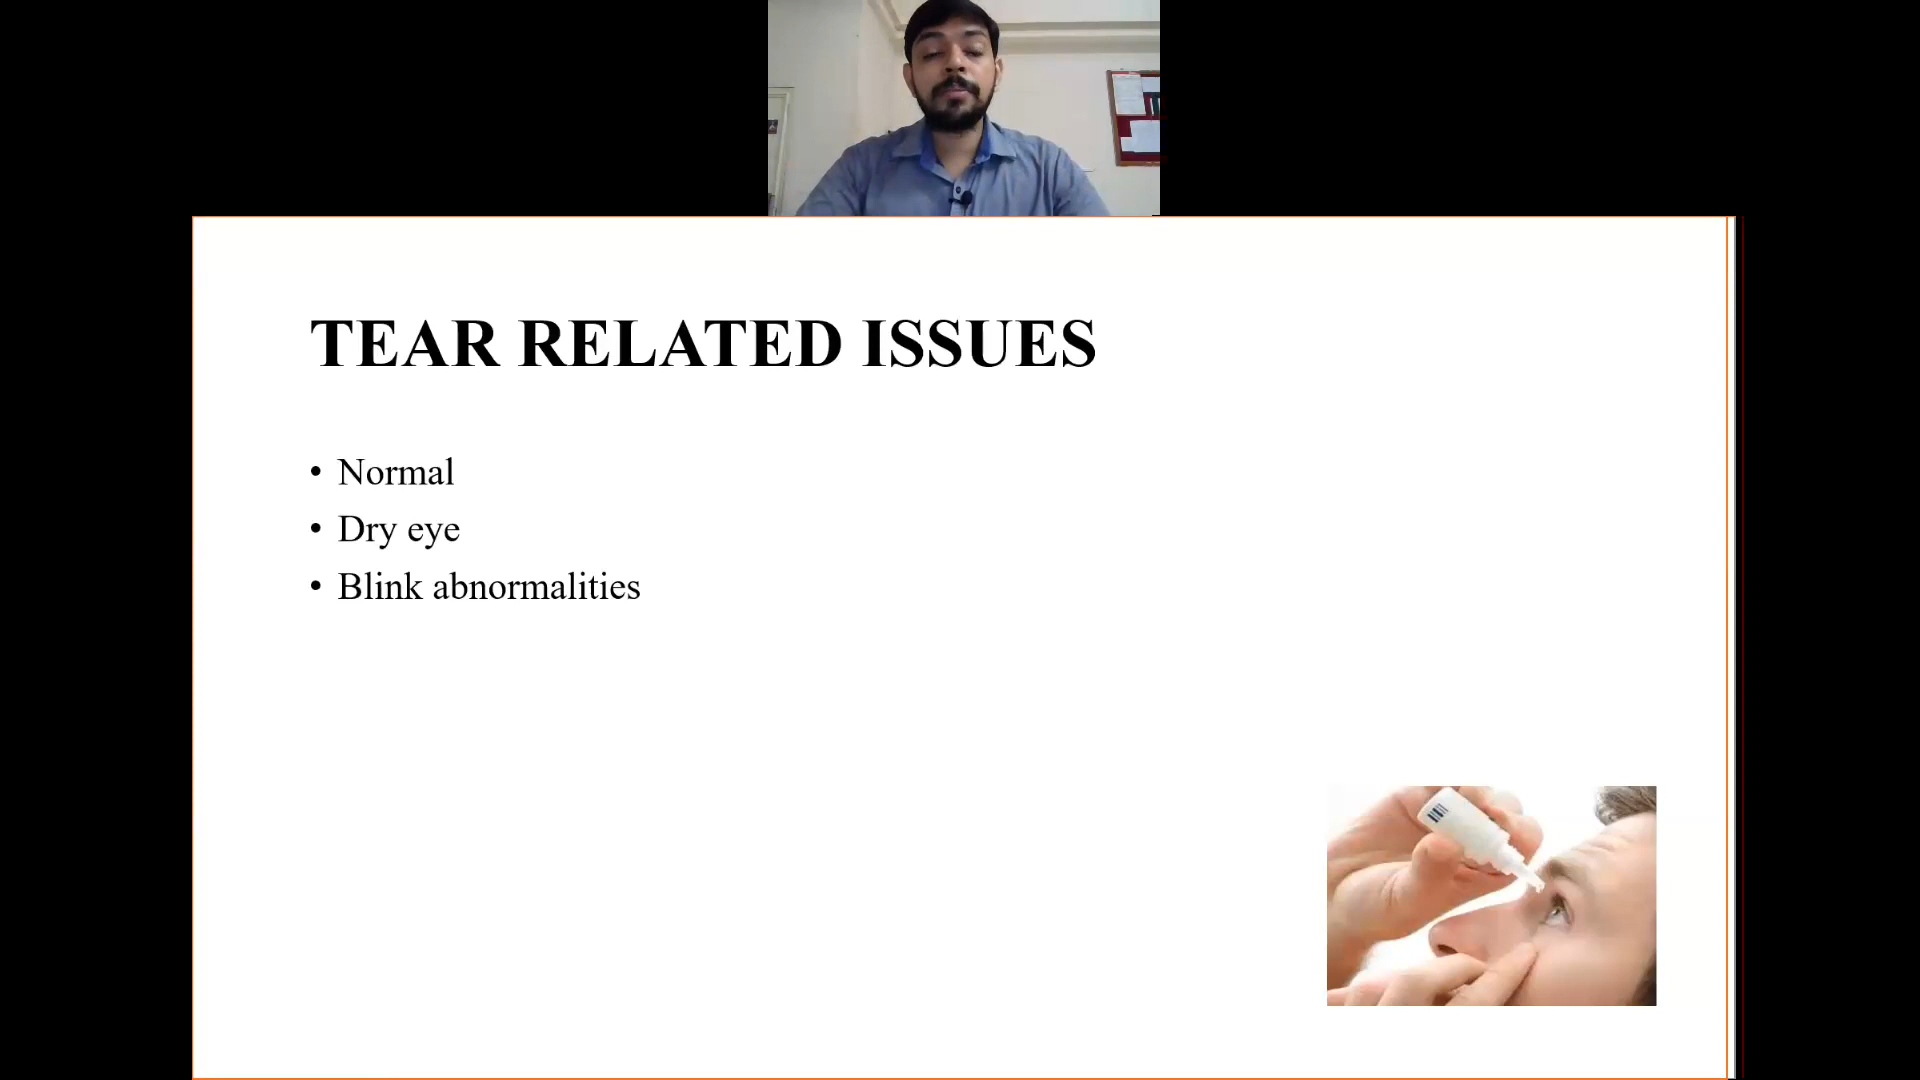 TEAR RELATED ISSUES
• Normal
• Dry eye
• Blink abnormalities